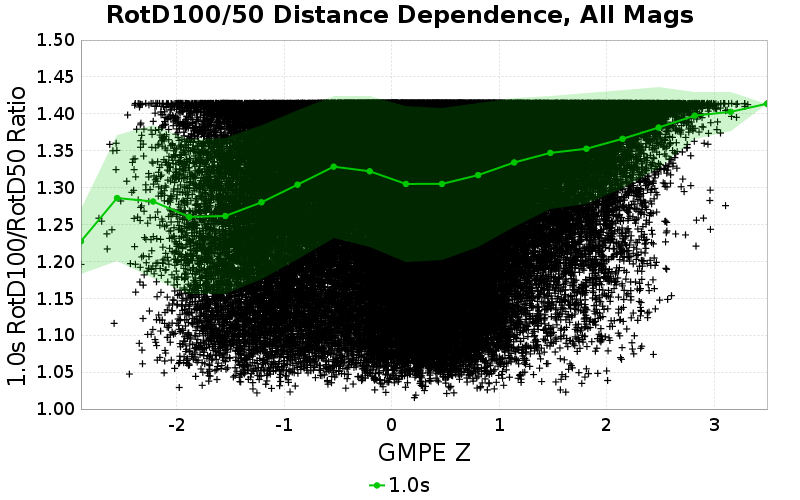 RotD100/50 Distance Dependence, All Mags
1.0s RotD100/RotD50 Ratio
1.50
1.45
1.40
1.35
1.30
1.25
1.20
1.15
1.10
1.05
1.00
-2 -1 0 1 2 3
GMPE Z
1.0s